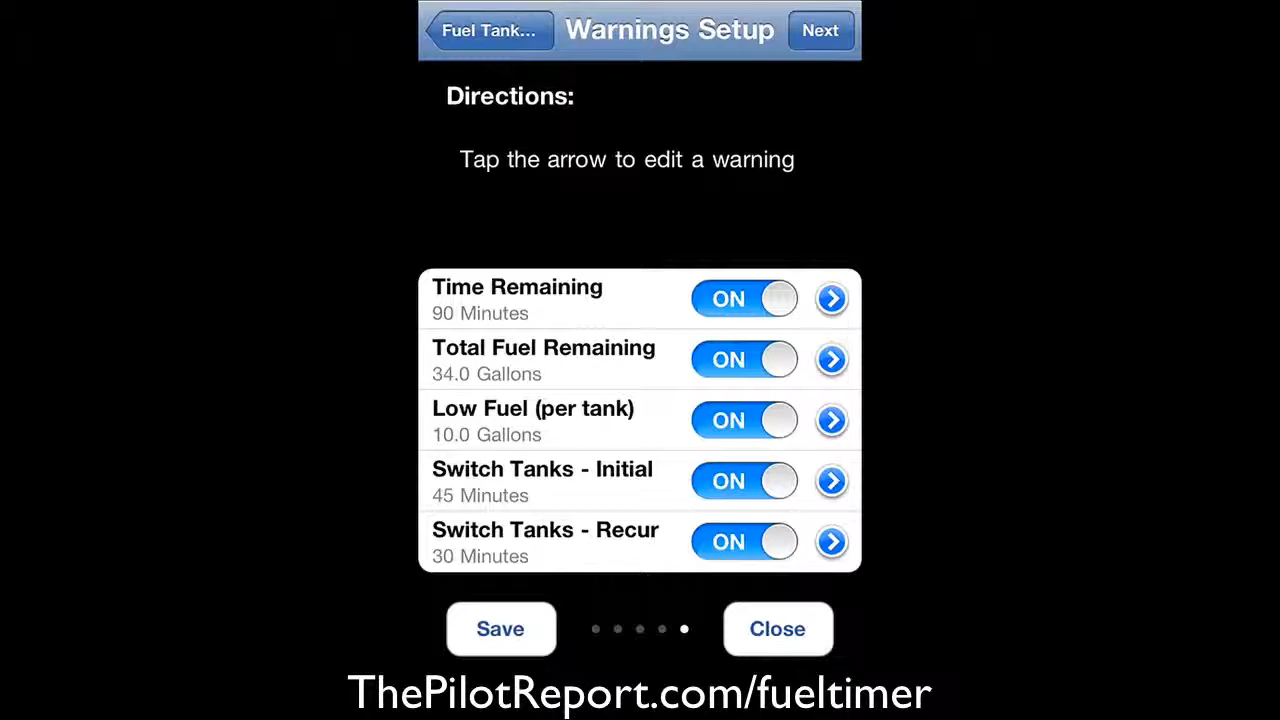 Fuel Tank...
Warnings Setup
Next
Directions:
Tap the arrow to edit a warning
Time Remaining
90 Minutes
ON
Total Fuel Remaining
34.0 Gallons
ON
Low Fuel (per tank)
10.0 Gallons
ON
Switch Tanks - Initial
45 Minutes
ON
Switch Tanks - Recur
30 Minutes
ON
Save
Close
ThePilotReport.com/fueltimer